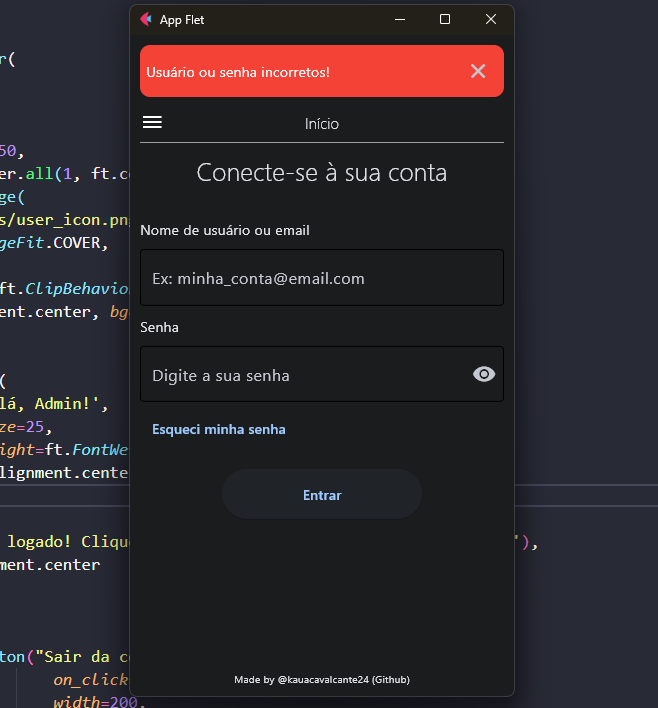 App Flet
Usuário ou senha incorretos!
Início
Conecte-se à sua conta
Nome de usuário ou email
Ex: minha_conta@email.com
Senha
Digite a sua senha
Esqueci minha senha
Entrar
Made by @kauacavalcante24 (Github)
r(
50,
er.all(1, ft.c
ge(
s/user_icon.pn
geFit.COVER,
ft.ClipBehavio
ment.center, bg
(
lá, Admin!',
ze=25,
ight=ft.FontWe
lignment.cente
logado! Cliqu
'),
ment.center
ton("Sair da c
on_click
width=200,